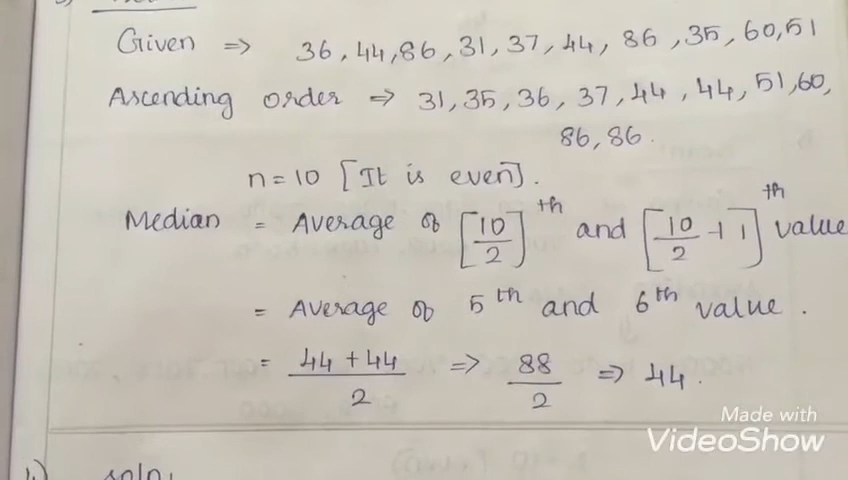 Given => 36, 44, 86, 31, 37, 44, 86, 35, 60, 51
Ascending order => 31, 35, 36, 37, 44, 44, 51, 60,
86, 86.
n = 10 [It is even].
Median = Average of [10/2]th and [10/2 + 1]th value
= Average of 5th and 6th value.
= 44 + 44 / 2 => 88/2 => 44.
Made with
VideoShow
4) soln: